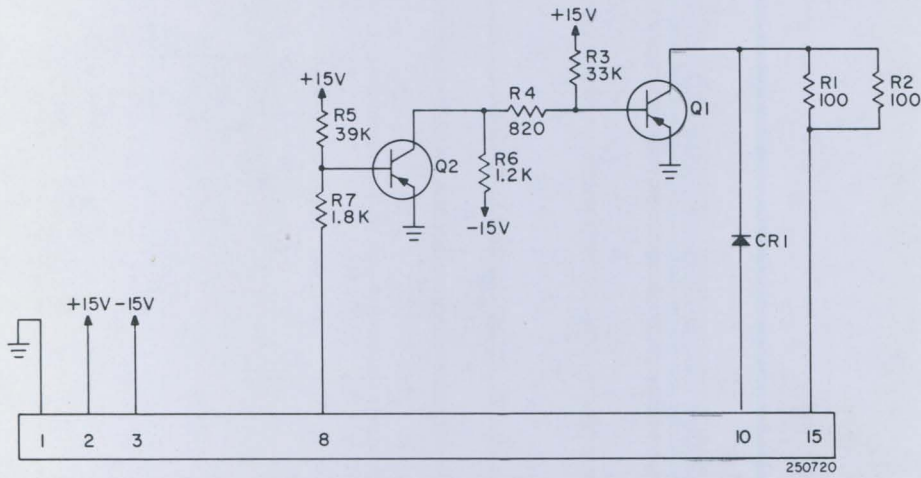 +15V
R3
33K
R1
100
R2
100
+15V
R4
820
Q1
R5
39K
Q2
R6
1.2K
R7
1.8K
-15V
CR1
+15V -15V
1 2 3 8 10 15
250720